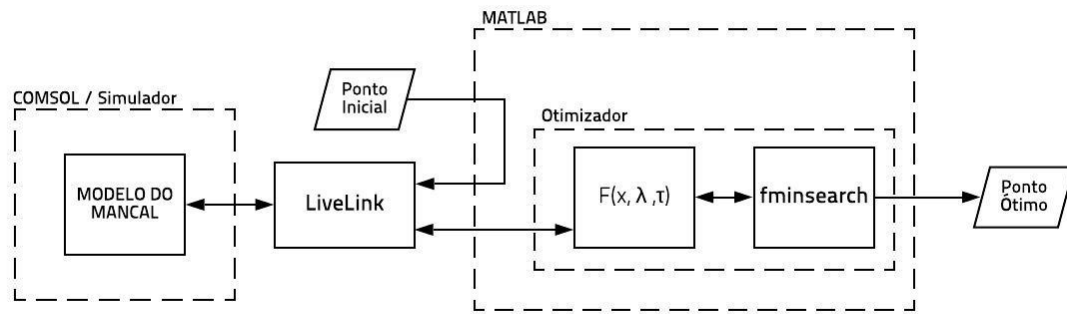 MATLAB
Ponto
Inicial
COMSOL / Simulador
Otimizador
MODELO DO
MANCAL
LiveLink
F(x, λ ,τ)
fminsearch
Ponto
Ótimo